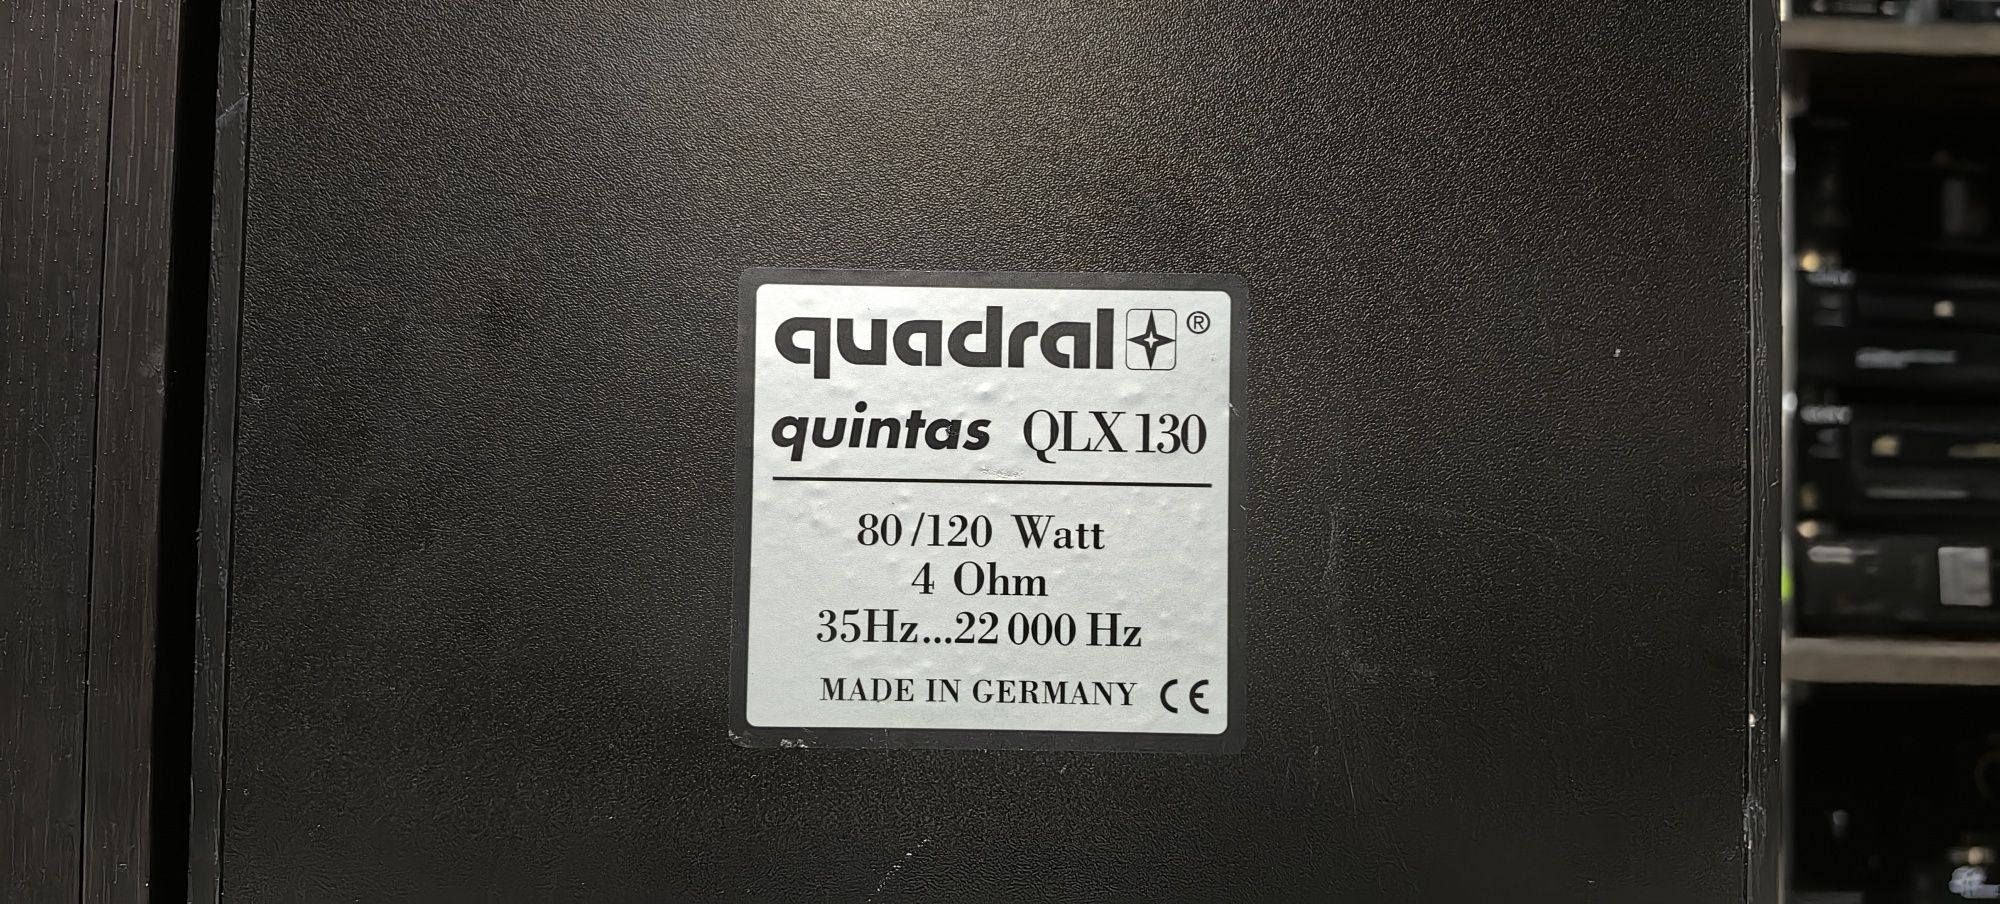 quadral ®
quintas QLX 130
80/120 Watt
4 Ohm
35Hz...22 000 Hz
MADE IN GERMANY CE